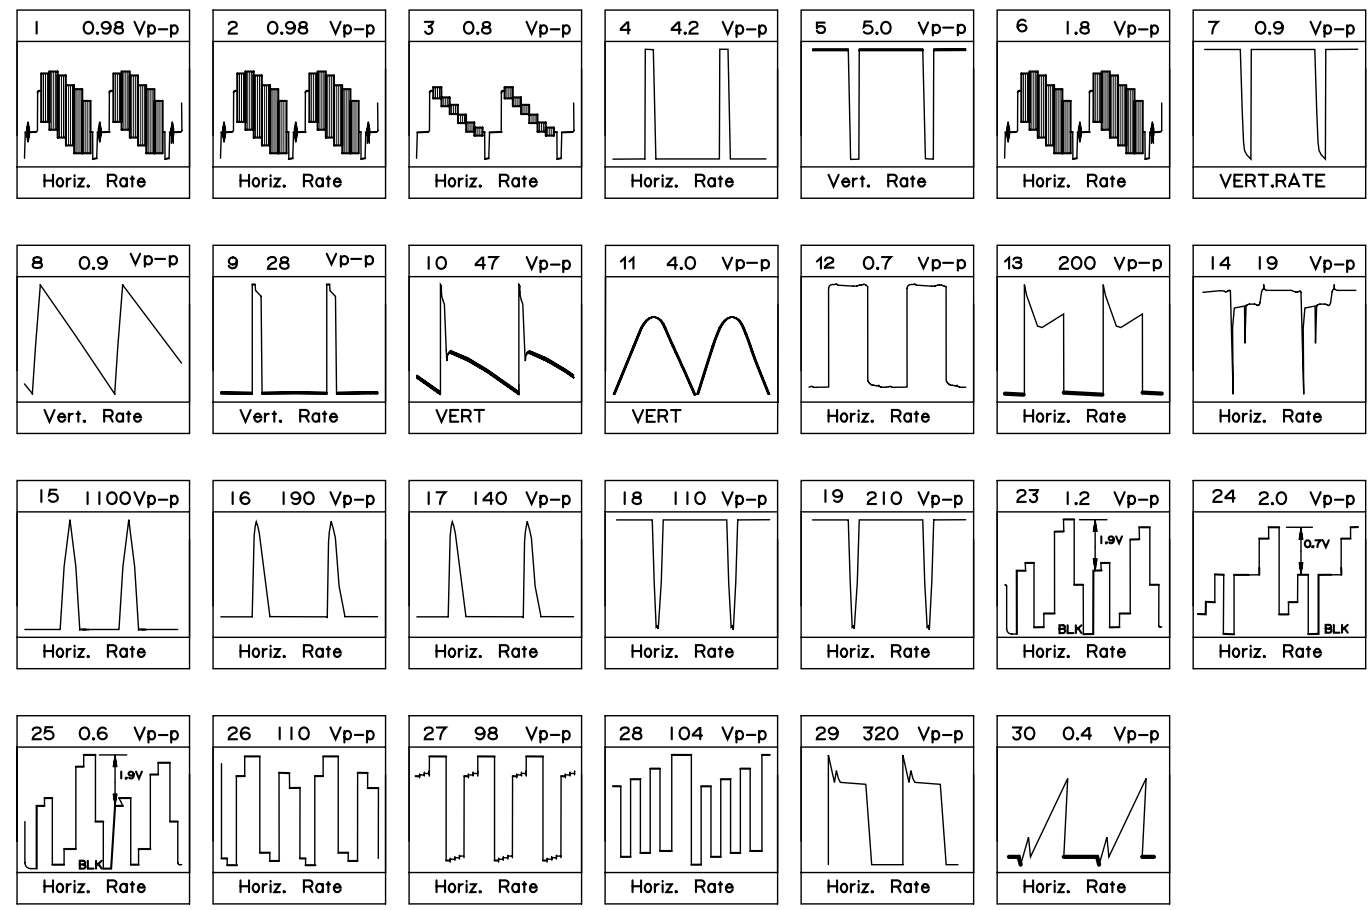 1 0.98 Vp-p
Horiz. Rate
2 0.98 Vp-p
Horiz. Rate
3 0.8 Vp-p
Horiz. Rate
4 4.2 Vp-p
Horiz. Rate
5 5.0 Vp-p
Vert. Rate
6 1.8 Vp-p
Horiz. Rate
7 0.9 Vp-p
VERT.RATE
8 0.9 Vp-p
Vert. Rate
9 28 Vp-p
Vert. Rate
10 47 Vp-p
VERT
11 4.0 Vp-p
VERT
12 0.7 Vp-p
Horiz. Rate
13 200 Vp-p
Horiz. Rate
14 19 Vp-p
Horiz. Rate
15 1100Vp-p
Horiz. Rate
16 190 Vp-p
Horiz. Rate
17 140 Vp-p
Horiz. Rate
18 110 Vp-p
Horiz. Rate
19 210 Vp-p
Horiz. Rate
23 1.2 Vp-p
1.9V
BLK
Horiz. Rate
24 2.0 Vp-p
0.7V
BLK
Horiz. Rate
25 0.6 Vp-p
1.9V
BLK
Horiz. Rate
26 110 Vp-p
Horiz. Rate
27 98 Vp-p
Horiz. Rate
28 104 Vp-p
Horiz. Rate
29 320 Vp-p
Horiz. Rate
30 0.4 Vp-p
Horiz. Rate